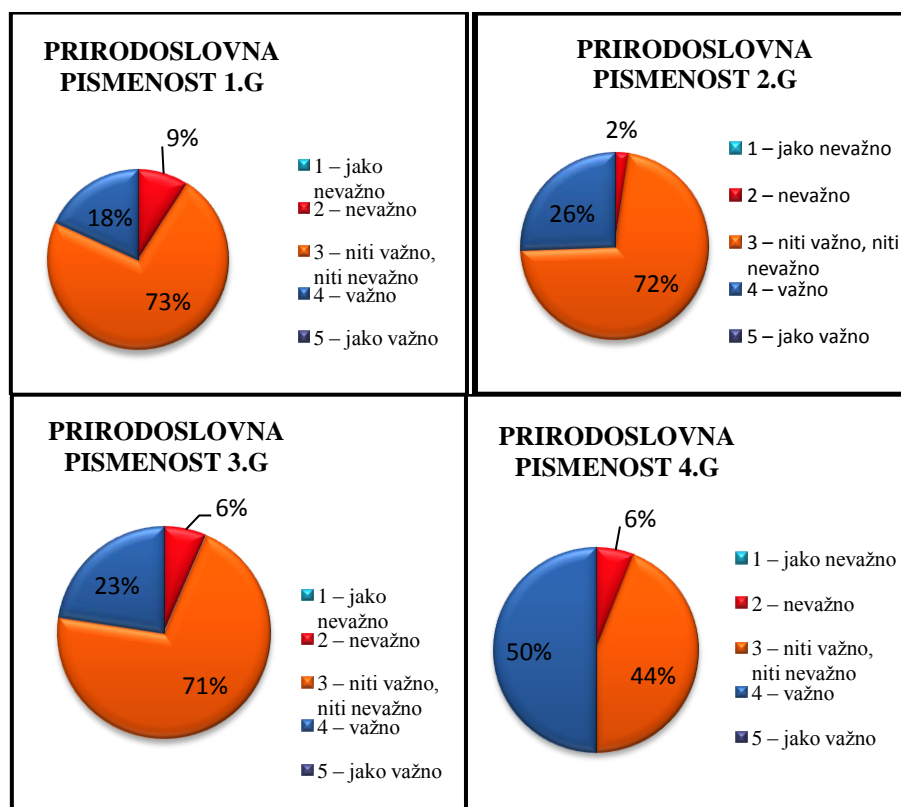 PRIRODOSLOVNA
PISMENOST 1.G
9%
18%
73%
1 – jako
nevažno
2 – nevažno
3 – niti važno,
niti nevažno
4 – važno
5 – jako važno
PRIRODOSLOVNA
PISMENOST 2.G
2%
26%
72%
1 – jako nevažno
2 – nevažno
3 – niti važno, niti
nevažno
4 – važno
5 – jako važno
PRIRODOSLOVNA
PISMENOST 3.G
6%
23%
71%
1 – jako
nevažno
2 – nevažno
3 – niti važno,
niti nevažno
4 – važno
5 – jako važno
PRIRODOSLOVNA
PISMENOST 4.G
6%
50%
44%
1 – jako nevažno
2 – nevažno
3 – niti važno,
niti nevažno
4 – važno
5 – jako važno